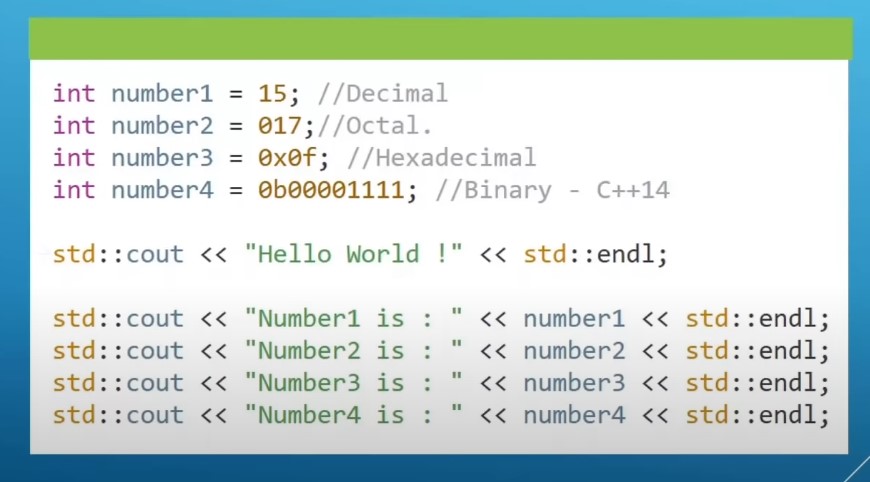 int number1 = 15; //Decimal
int number2 = 017;//Octal.
int number3 = 0x0f; //Hexadecimal
int number4 = 0b00001111; //Binary - C++14
std::cout << "Hello World !" << std::endl;
std::cout << "Number1 is : " << number1 << std::endl;
std::cout << "Number2 is : " << number2 << std::endl;
std::cout << "Number3 is : " << number3 << std::endl;
std::cout << "Number4 is : " << number4 << std::endl;